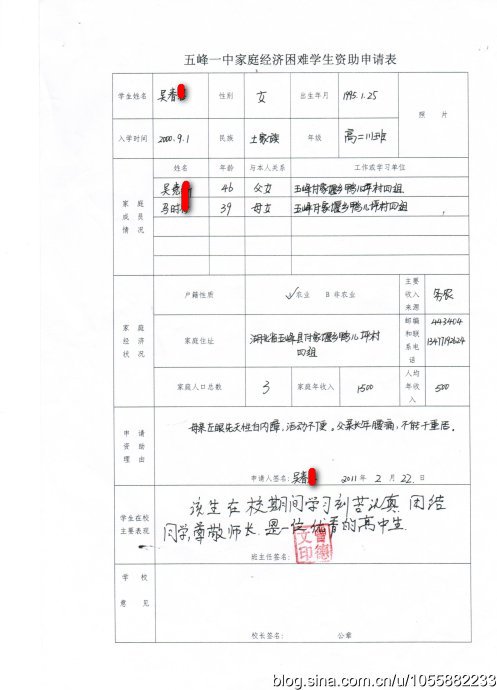 五峰一中家庭经济困难学生资助申请表
学生姓名 吴春 性别 女 出生年月 1995.1.25 照 片
入学时间 2000.9.1 民族 土家族 年级 高二川班
家庭成员情况 姓名 年龄 与本人关系 工作或学习单位
吴 46 父女 五峰付家堰乡鸭儿坪村四组
马 39 母女 五峰付家堰乡鸭儿坪村四组
家庭经济状况 户籍性质 √A农业 B 非农业 主要收入来源 务农
家庭住址 湖北省五峰县付家堰乡鸭儿坪村四组 邮编和联系电话 443404
家庭人口总数 3 家庭年收入 1500 人均年收入 500
申请资助理由 母亲左眼先天性白内障，活动不便。父亲长年腰痛，不能干重活。
申请人签名：吴春 2011 年 2 月 22 日
学生在校主要表现 该生在校期间学习刻苦认真 团结
同学，尊敬师长 是一位优秀的高中生.
班主任签名：
学 校 意 见
校长签名： 公章
blog.sina.com.cn/u/1055882233